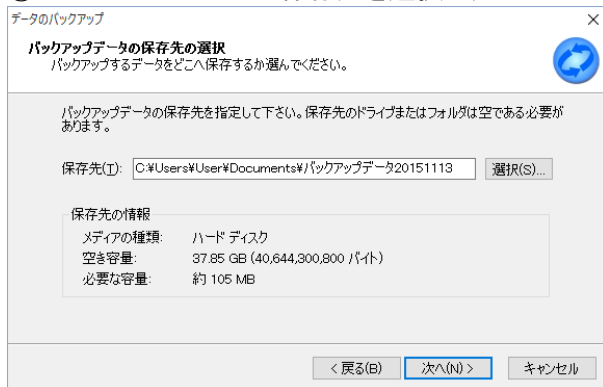 データのバックアップ
バックアップデータの保存先の選択
バックアップするデータをどこへ保存するか選んでください。
バックアップデータの保存先を指定して下さい。保存先のドライブまたはフォルダは空である必要が
あります。
保存先(T): C:¥Users¥User¥Documents¥バックアップデータ20151113 選択(S)...
保存先の情報
メディアの種類: ハード ディスク
空き容量: 37.85 GB (40,644,300,800 バイト)
必要な容量: 約 105 MB
< 戻る(B) 次へ(N) > キャンセル